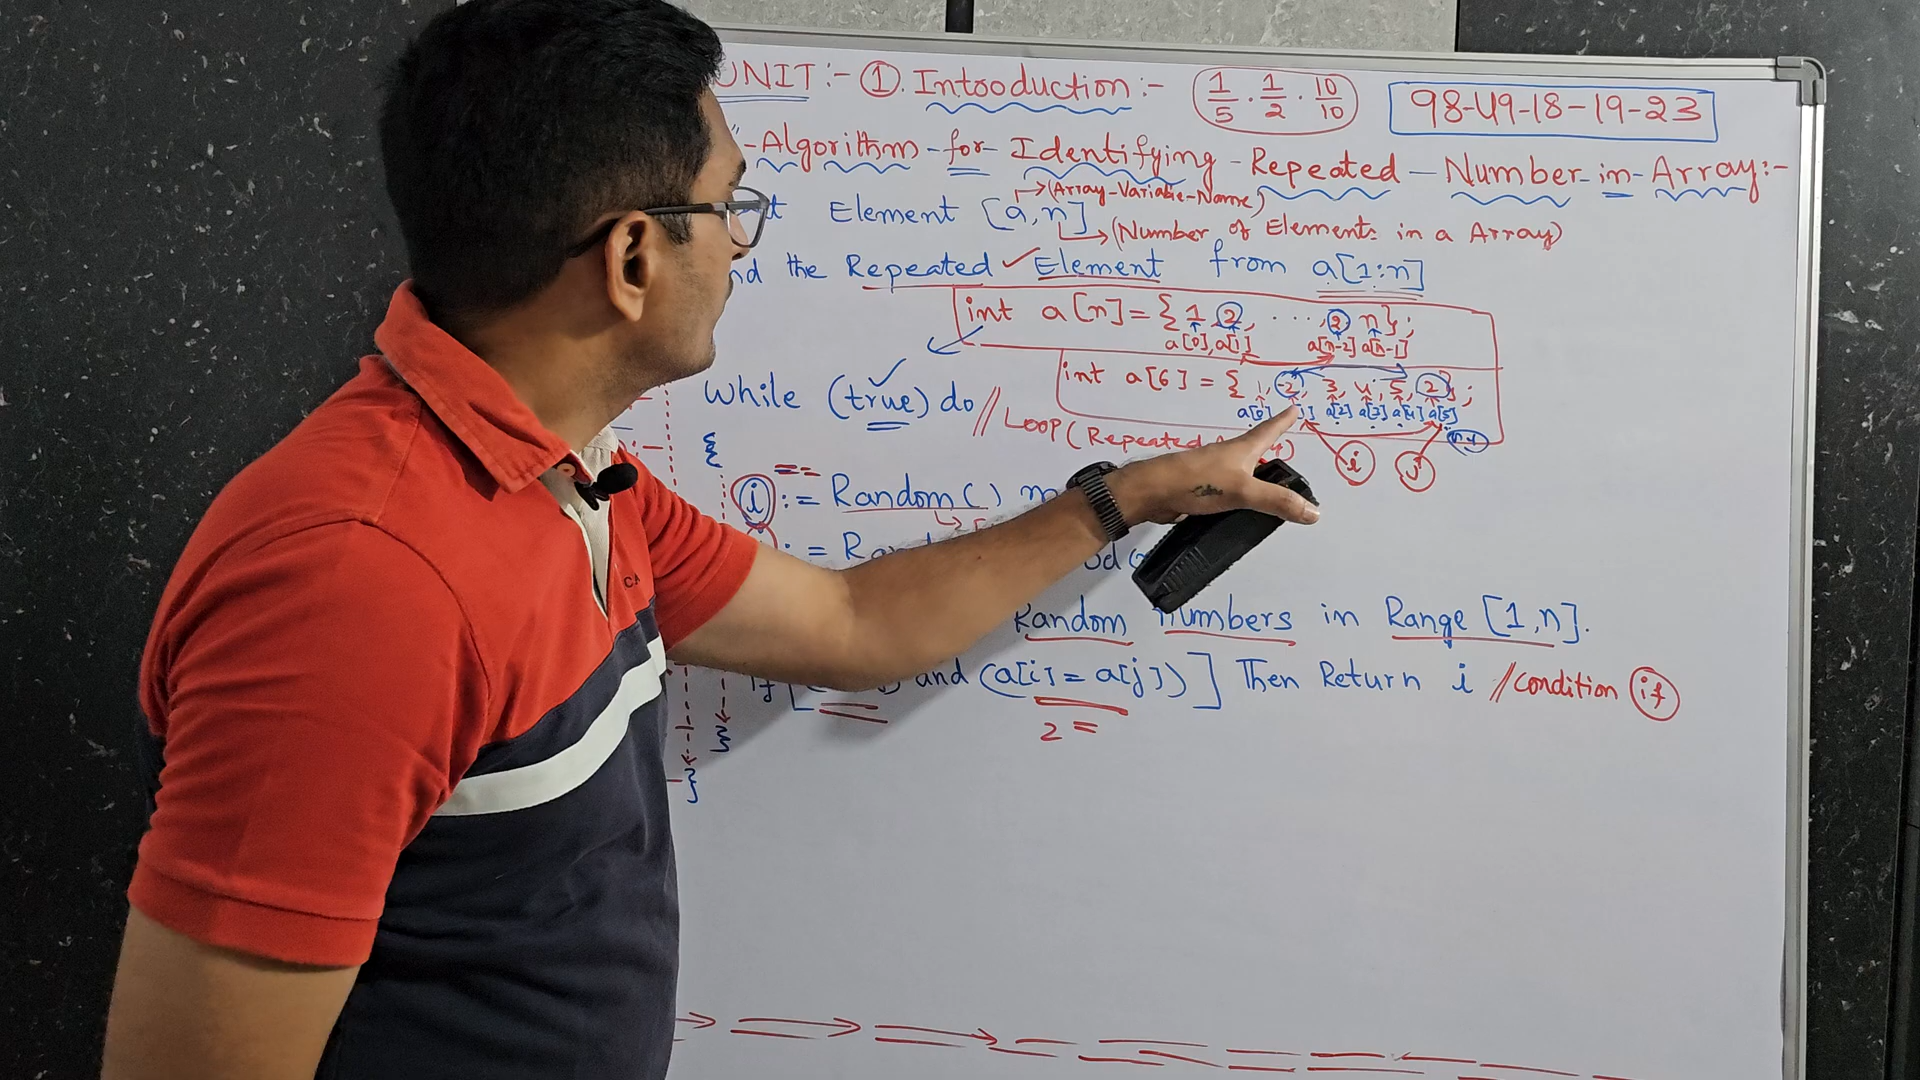 UNIT:- ①. Introduction:- 1/5 . 1/2 . 10/10 98-49-18-19-23
"-Algorithm-for-Identifying-Repeated-Number-in-Array:-
→(Array-Variable-Name)
Element [a,n]
→(Number of Elements in a Array)
the Repeated ✓ Element from a[1:n]
int a[n]={1, 2, ....., 2, n};
a[0], a[1] a[n-2] a[n-1]
int a[6] = {1, 2, 3, 4, 5, 2};
a[0] a[2] a[3] a[4] a[5]
While (true) do // Loop (Repeated
{
i j
i := Random()
:=
Random Numbers in Range [1,n].
If [ and (a[i] = a[j]) ] Then Return i //condition if
2 =
}
}